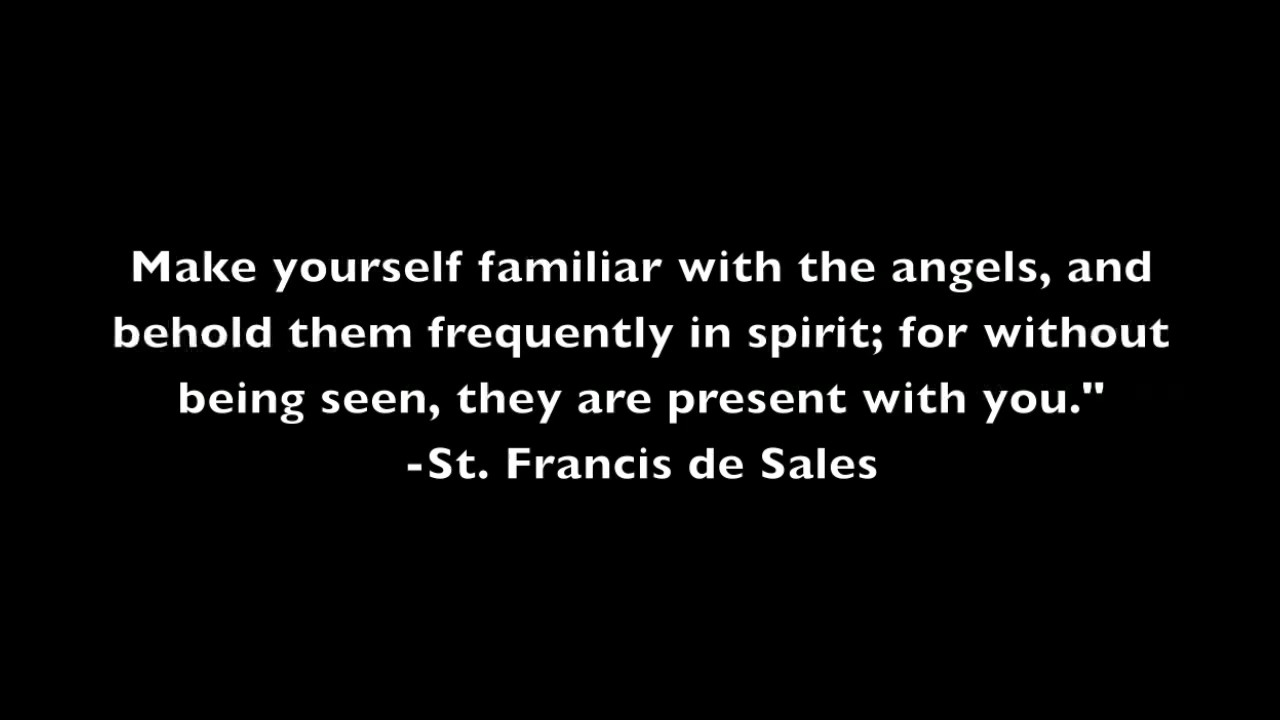 Make yourself familiar with the angels, and
behold them frequently in spirit; for without
being seen, they are present with you."
-St. Francis de Sales